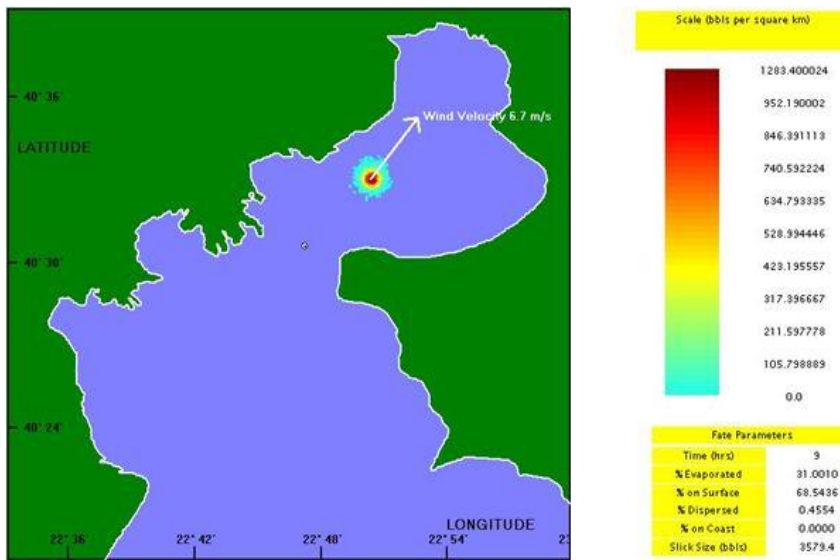 40° 36'
Wind Velocity 6.7 m/s
LATITUDE
40° 30'
40° 24'
LONGITUDE
22° 36'
22° 42'
22° 48'
22° 54'
23
Scale (bbls per square km)
1283.400024
952.190002
846.391113
740.592224
634.793335
528.994446
423.195557
317.396667
211.597778
105.798889
0.0
Fate Parameters
Time (hrs) 9
% Evaporated 31.0010
% on Surface 68.5436
% Dispersed 0.4554
% on Coast 0.0000
Slick Size (bbls) 3579.4